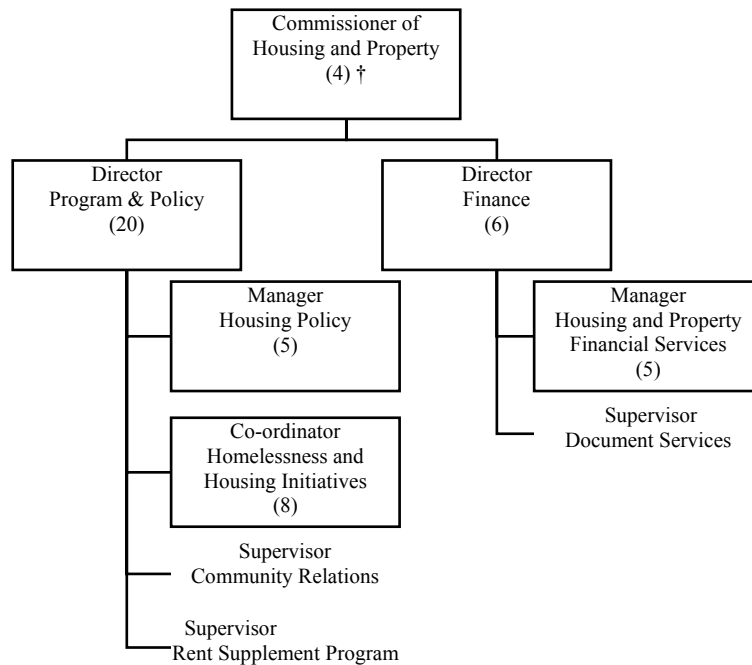 Commissioner of
Housing and Property
(4) †
Director
Program & Policy
(20)
Director
Finance
(6)
Manager
Housing Policy
(5)
Manager
Housing and Property
Financial Services
(5)
Co-ordinator
Homelessness and
Housing Initiatives
(8)
Supervisor
Document Services
Supervisor
Community Relations
Supervisor
Rent Supplement Program